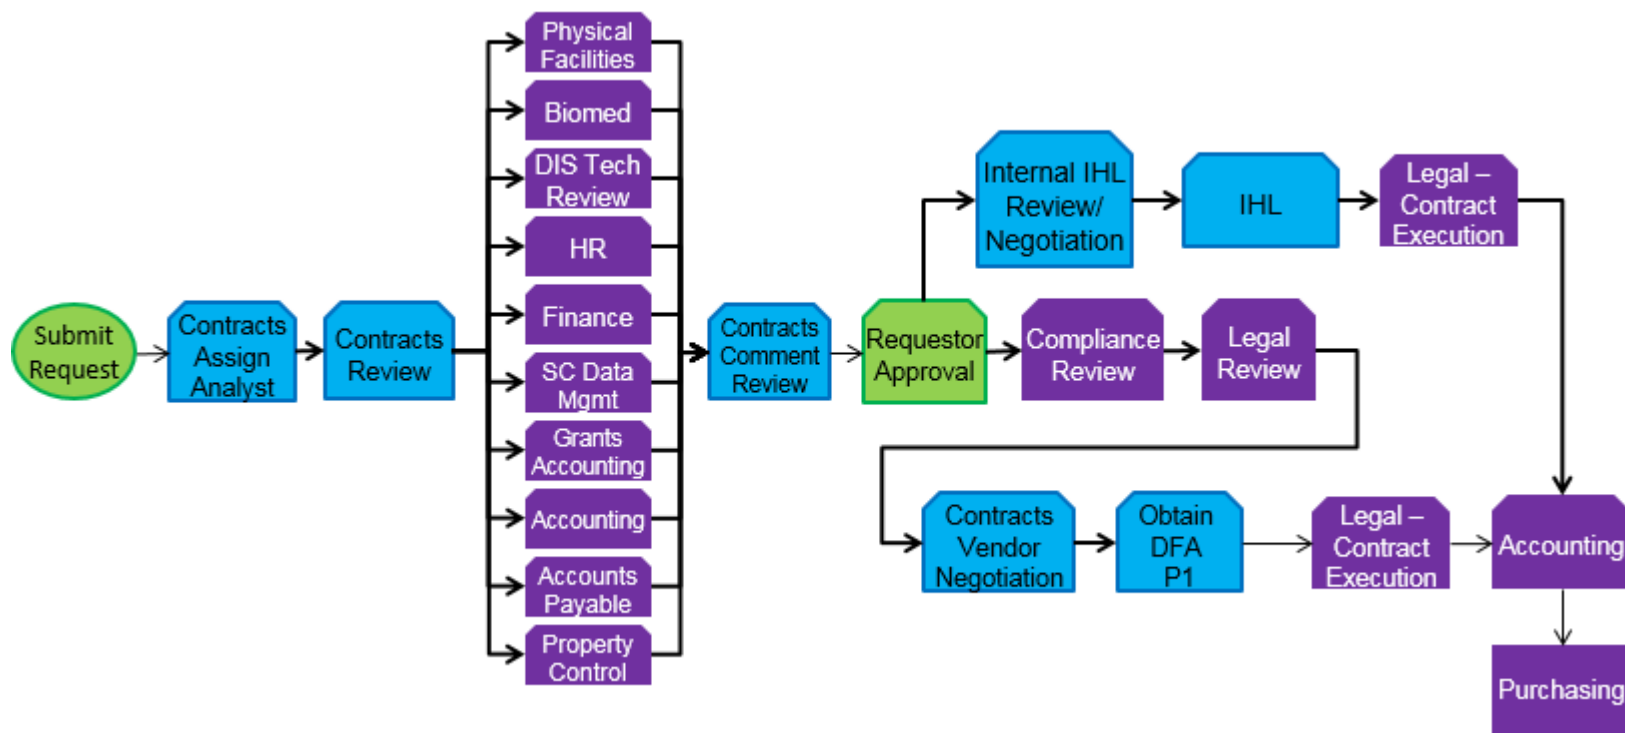 Submit
Request
Contracts
Assign
Analyst
Contracts
Review
Physical
Facilities
Biomed
DIS Tech
Review
HR
Finance
SC Data
Mgmt
Grants
Accounting
Accounting
Accounts
Payable
Property
Control
Contracts
Comment
Review
Requestor
Approval
Internal IHL
Review/
Negotiation
IHL
Legal –
Contract
Execution
Compliance
Review
Legal
Review
Contracts
Vendor
Negotiation
Obtain
DFA
P1
Legal –
Contract
Execution
Accounting
Purchasing